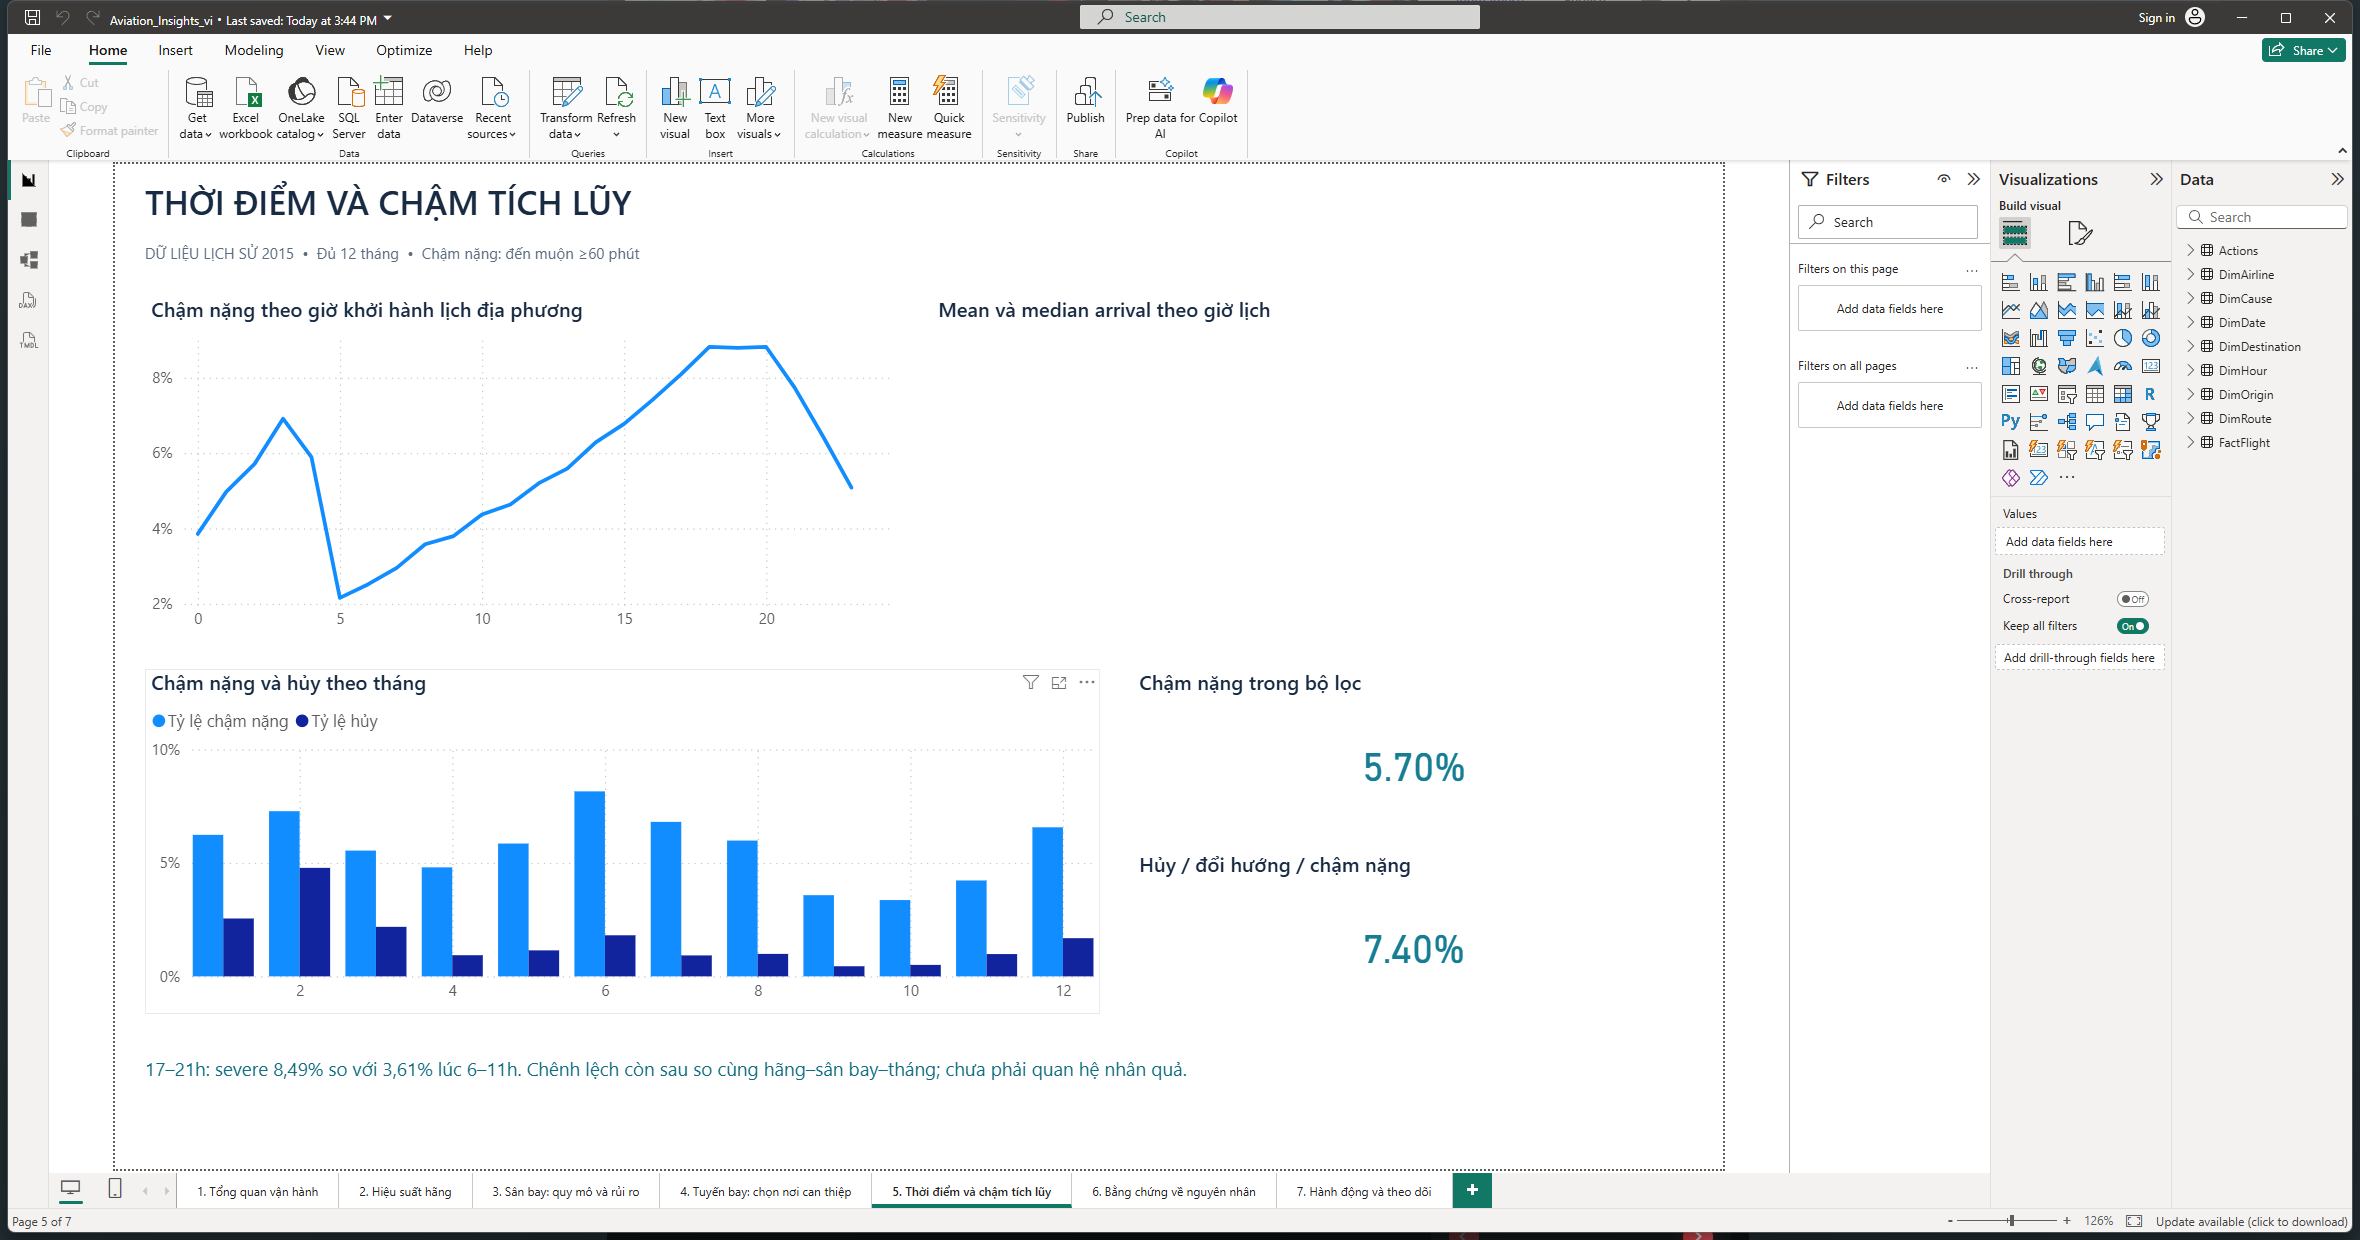 Aviation_Insights_vi • Last saved: Today at 3:44 PM
Search
Sign in
File
Home
Insert
Modeling
View
Optimize
Help
Share
Paste
Cut
Copy
Format painter
Clipboard
Get data
Excel workbook
OneLake catalog
SQL Server
Enter data
Dataverse
Recent sources
Data
Transform data
Refresh
Queries
New visual
Text box
More visuals
Insert
New visual calculation
New measure
Quick measure
Calculations
Sensitivity
Sensitivity
Publish
Share
Prep data for AI
Copilot
Copilot
DAX
TMDL
THỜI ĐIỂM VÀ CHẬM TÍCH LŨY
DỮ LIỆU LỊCH SỬ 2015 • Đủ 12 tháng • Chậm nặng: đến muộn ≥60 phút
Chậm nặng theo giờ khởi hành lịch địa phương
8%
6%
4%
2%
0 5 10 15 20
Mean và median arrival theo giờ lịch
Chậm nặng và hủy theo tháng
Tỷ lệ chậm nặng Tỷ lệ hủy
10%
5%
0%
2 4 6 8 10 12
Chậm nặng trong bộ lọc
5.70%
Hủy / đổi hướng / chậm nặng
7.40%
17–21h: severe 8,49% so với 3,61% lúc 6–11h. Chênh lệch còn sau so cùng hãng–sân bay–tháng; chưa phải quan hệ nhân quả.
Filters
Search
Filters on this page
Add data fields here
Filters on all pages
Add data fields here
Visualizations
Build visual
123
R
Py
123
Values
Add data fields here
Drill through
Cross-report
Off
Keep all filters
On
Add drill-through fields here
Data
Search
Actions
DimAirline
DimCause
DimDate
DimDestination
DimHour
DimOrigin
DimRoute
FactFlight
1. Tổng quan vận hành
2. Hiệu suất hãng
3. Sân bay: quy mô và rủi ro
4. Tuyến bay: chọn nơi can thiệp
5. Thời điểm và chậm tích lũy
6. Bằng chứng về nguyên nhân
7. Hành động và theo dõi
+
Page 5 of 7
- + 126%
Update available (click to download)